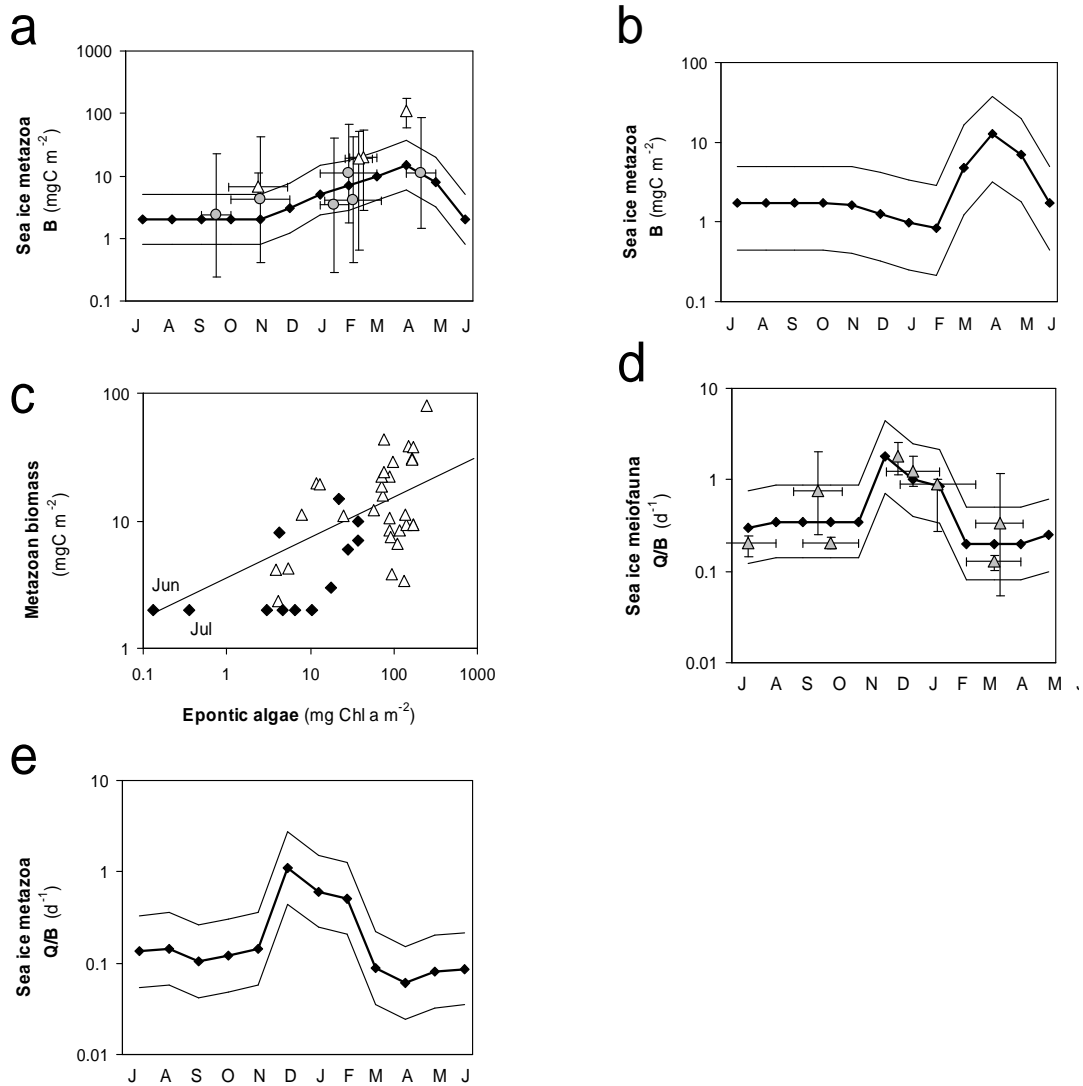 a
1000
100
10
1
0.1
Sea ice metazoa
B (mgC m-2)
J A S O N D J F M A M J
b
100
10
1
0.1
Sea ice metazoa
B (mgC m-2)
J A S O N D J F M A M J
c
100
10
1
Metazoan biomass
(mgC m-2)
Jun
Jul
0.1 1 10 100 1000
Epontic algae (mg Chl a m-2)
d
10
1
0.1
0.01
Sea ice meiofauna
Q/B (d-1)
J A S O N D J F M A M J
e
10
1
0.1
0.01
Sea ice metazoa
Q/B (d-1)
J A S O N D J F M A M J